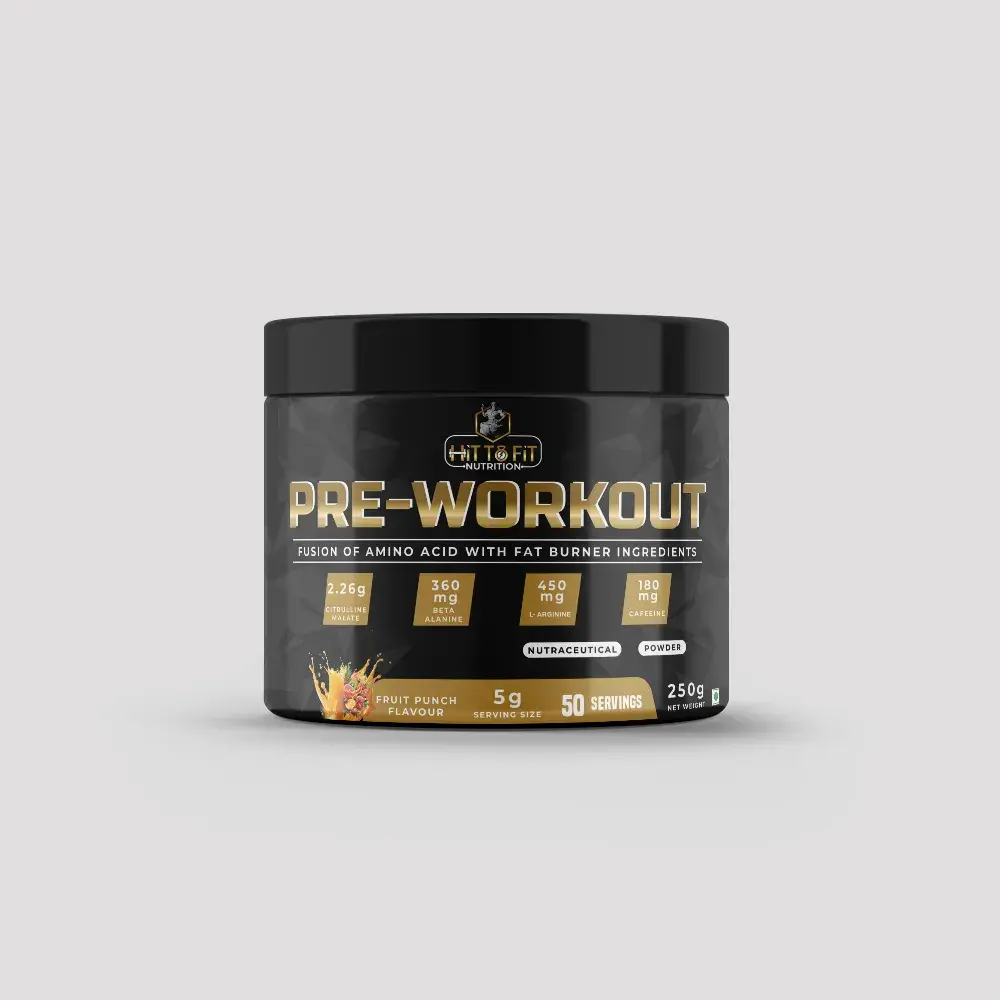 HITT & FIT
NUTRITION
PRE-WORKOUT
FUSION OF AMINO ACID WITH FAT BURNER INGREDIENTS
2.26g
CITRULLINE
MALATE
360
mg
BETA
ALANINE
450
mg
L- ARGININE
180
mg
CAFEEINE
NUTRACEUTICAL
POWDER
FRUIT PUNCH
FLAVOUR
5g
SERVING SIZE
50 SERVINGS
250g
NET WEIGHT